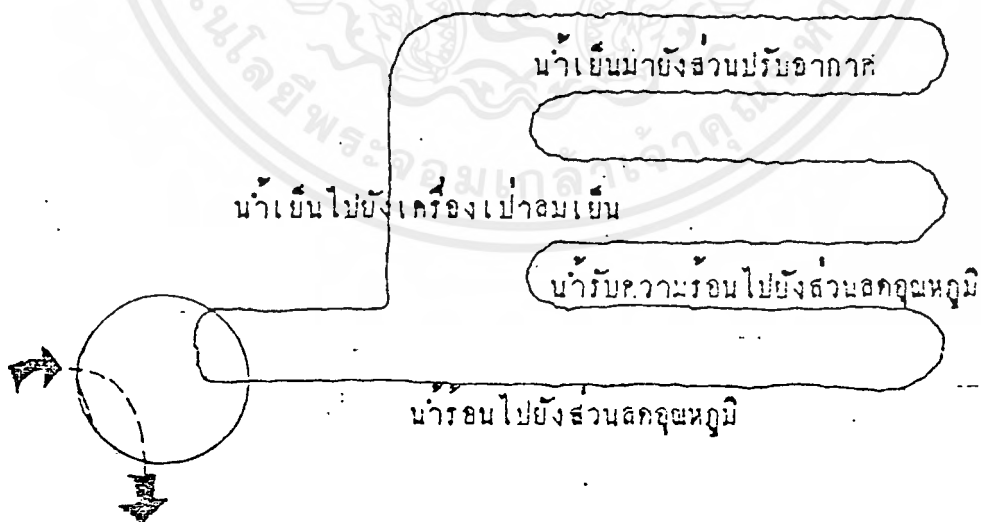 น้ำเย็นมายังส่วนปรับอากาศ
น้ำเย็นไปยังเครื่องเป่าลมเย็น
น้ำรับความร้อนไปยังส่วนลดอุณหภูมิ
น้ำร้อนไปยังส่วนลดอุณหภูมิ